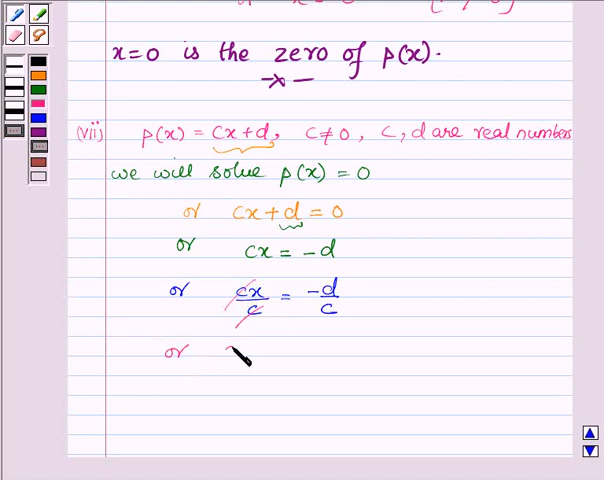 or
x=0 is the zero of p(x).
(vii) p(x) = cx+d, c≠0, c, d are real numbers
we will solve p(x) = 0
or cx+d = 0
or cx = -d
or cx/c = -d/c
or